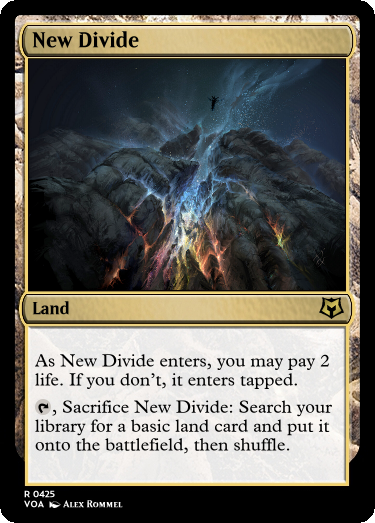 New Divide
Land
As New Divide enters, you may pay 2
life. If you don't, it enters tapped.
, Sacrifice New Divide: Search your
library for a basic land card and put it
onto the battlefield, then shuffle.
R 0425
VOA Alex Rommel